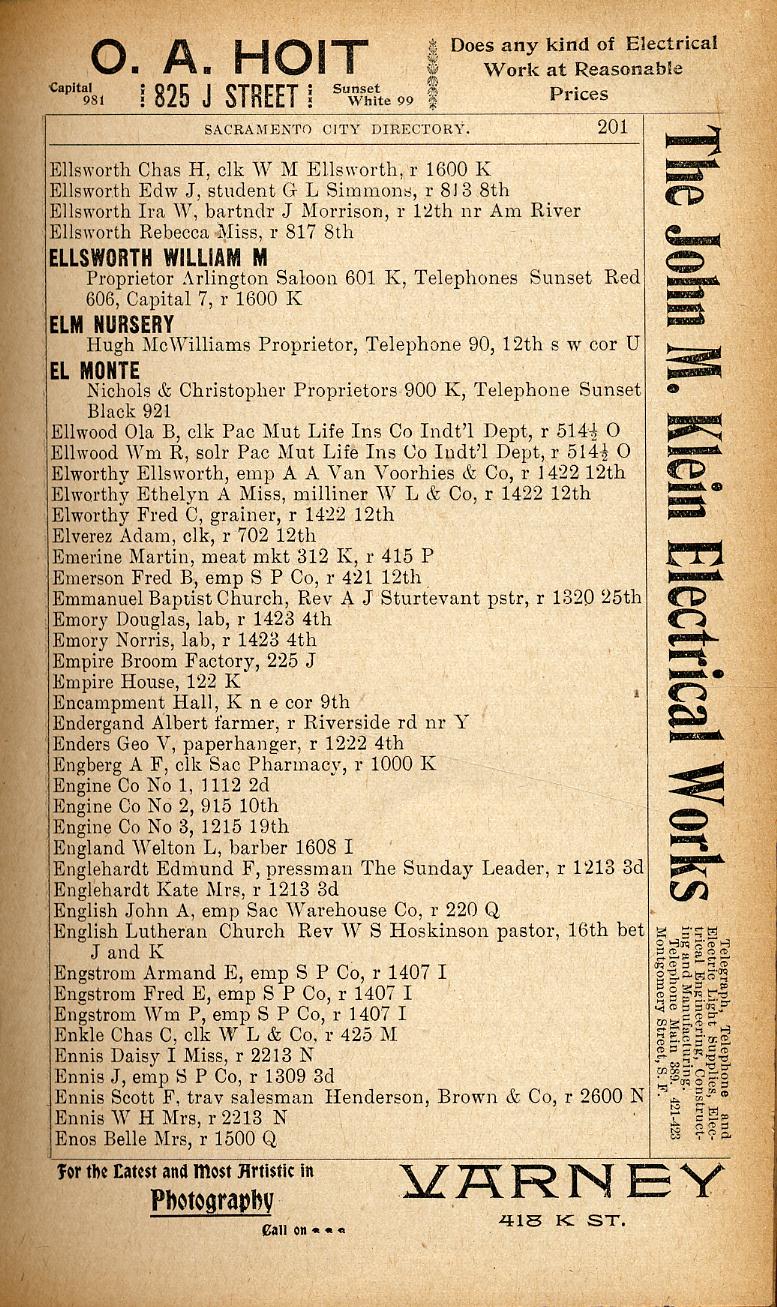 O. A. HOIT
Capital 981
825 J STREET
Sunset White 99
Does any kind of Electrical
Work at Reasonable
Prices
SACRAMENTO CITY DIRECTORY. 201
Ellsworth Chas H, clk W M Ellsworth, r 1600 K
Ellsworth Edw J, student G L Simmons, r 813 8th
Ellsworth Ira W, bartndr J Morrison, r 12th nr Am River
Ellsworth Rebecca Miss, r 817 8th
ELLSWORTH WILLIAM M
Proprietor Arlington Saloon 601 K, Telephones Sunset Red
606, Capital 7, r 1600 K
ELM NURSERY
Hugh McWilliams Proprietor, Telephone 90, 12th s w cor U
EL MONTE
Nichols & Christopher Proprietors 900 K, Telephone Sunset
Black 921
Ellwood Ola B, clk Pac Mut Life Ins Co Indt'l Dept, r 514½ O
Ellwood Wm R, solr Pac Mut Life Ins Co Indt'l Dept, r 514½ O
Elworthy Ellsworth, emp A A Van Voorhies & Co, r 1422 12th
Elworthy Ethelyn A Miss, milliner W L & Co, r 1422 12th
Elworthy Fred C, grainer, r 1422 12th
Elverez Adam, clk, r 702 12th
Emerine Martin, meat mkt 312 K, r 415 P
Emerson Fred B, emp S P Co, r 421 12th
Emmanuel Baptist Church, Rev A J Sturtevant pstr, r 1320 25th
Emory Douglas, lab, r 1423 4th
Emory Norris, lab, r 1423 4th
Empire Broom Factory, 225 J
Empire House, 122 K
Encampment Hall, K n e cor 9th
Endergand Albert farmer, r Riverside rd nr Y
Enders Geo V, paperhanger, r 1222 4th
Engberg A F, clk Sac Pharmacy, r 1000 K
Engine Co No 1, 1112 2d
Engine Co No 2, 915 10th
Engine Co No 3, 1215 19th
England Welton L, barber 1608 I
Englehardt Edmund F, pressman The Sunday Leader, r 1213 3d
Englehardt Kate Mrs, r 1213 3d
English John A, emp Sac Warehouse Co, r 220 Q
English Lutheran Church Rev W S Hoskinson pastor, 16th bet
J and K
Engstrom Armand E, emp S P Co, r 1407 I
Engstrom Fred E, emp S P Co, r 1407 I
Engstrom Wm P, emp S P Co, r 1407 I
Enkle Chas C, clk W L & Co, r 425 M
Ennis Daisy I Miss, r 2213 N
Ennis J, emp S P Co, r 1309 3d
Ennis Scott F, trav salesman Henderson, Brown & Co, r 2600 N
Ennis W H Mrs, r 2213 N
Enos Belle Mrs, r 1500 Q
The John M. Klein Electrical Works
Telegraph, Telephone and
Electric Light Supplies, Elec-
trical Engineering, Construct-
ing and Manufacturing.
Telephone Main 389. 421-423
Montgomery Street, S. F.
For the Latest and Most Artistic in
Photography
Call on
VARNEY
418 K ST.